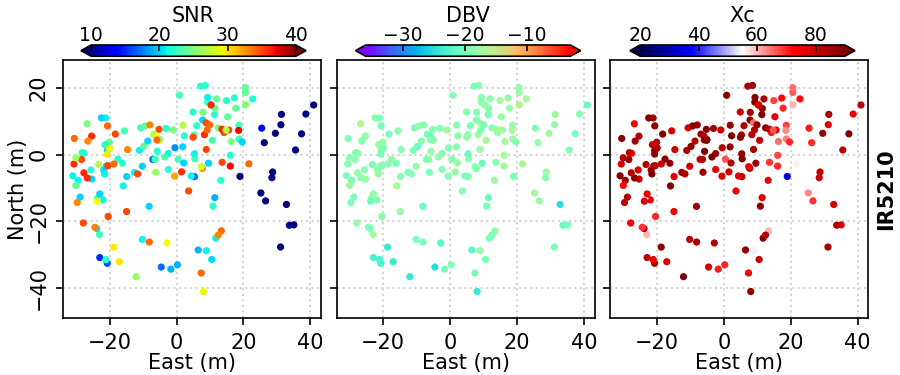 SNR DBV Xc
10 20 30 40 −30 −20 −10 20 40 60 80
20
0
−20
−40
North (m)
IR5210
−20 0 20 40 −20 0 20 40 −20 0 20 40
East (m) East (m) East (m)